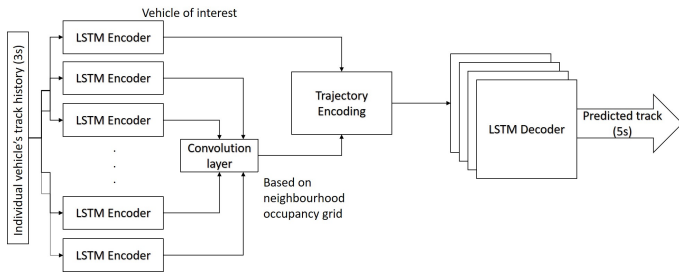 Individual vehicle's track history (3s)
Vehicle of interest
LSTM Encoder
LSTM Encoder
LSTM Encoder
.
.
.
LSTM Encoder
LSTM Encoder
Convolution
layer
Based on
neighbourhood
occupancy grid
Trajectory
Encoding
LSTM Decoder
Predicted track
(5s)